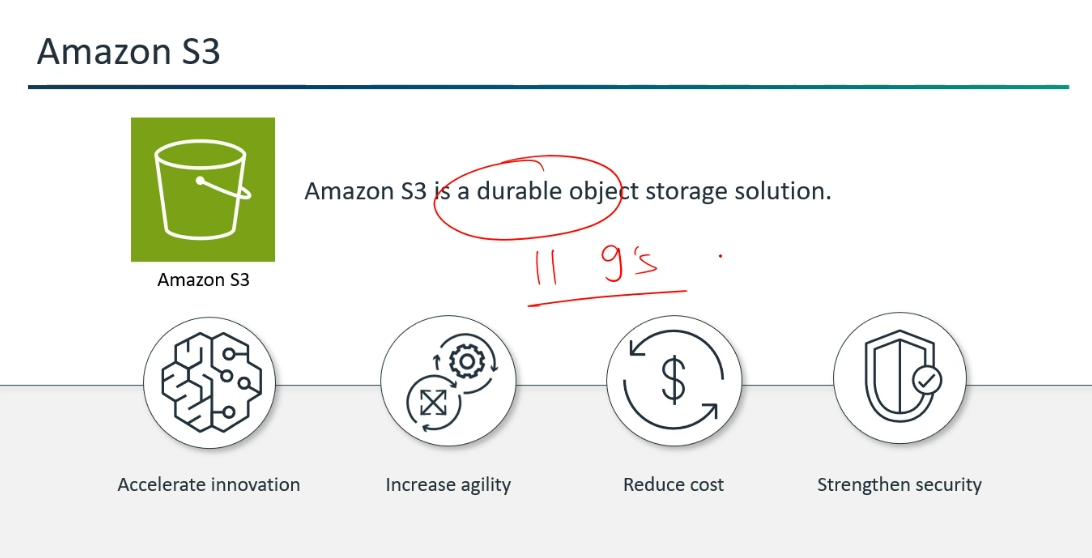 Amazon S3
Amazon S3 is a durable object storage solution.
11 9's
Amazon S3
Accelerate innovation
Increase agility
Reduce cost
Strengthen security